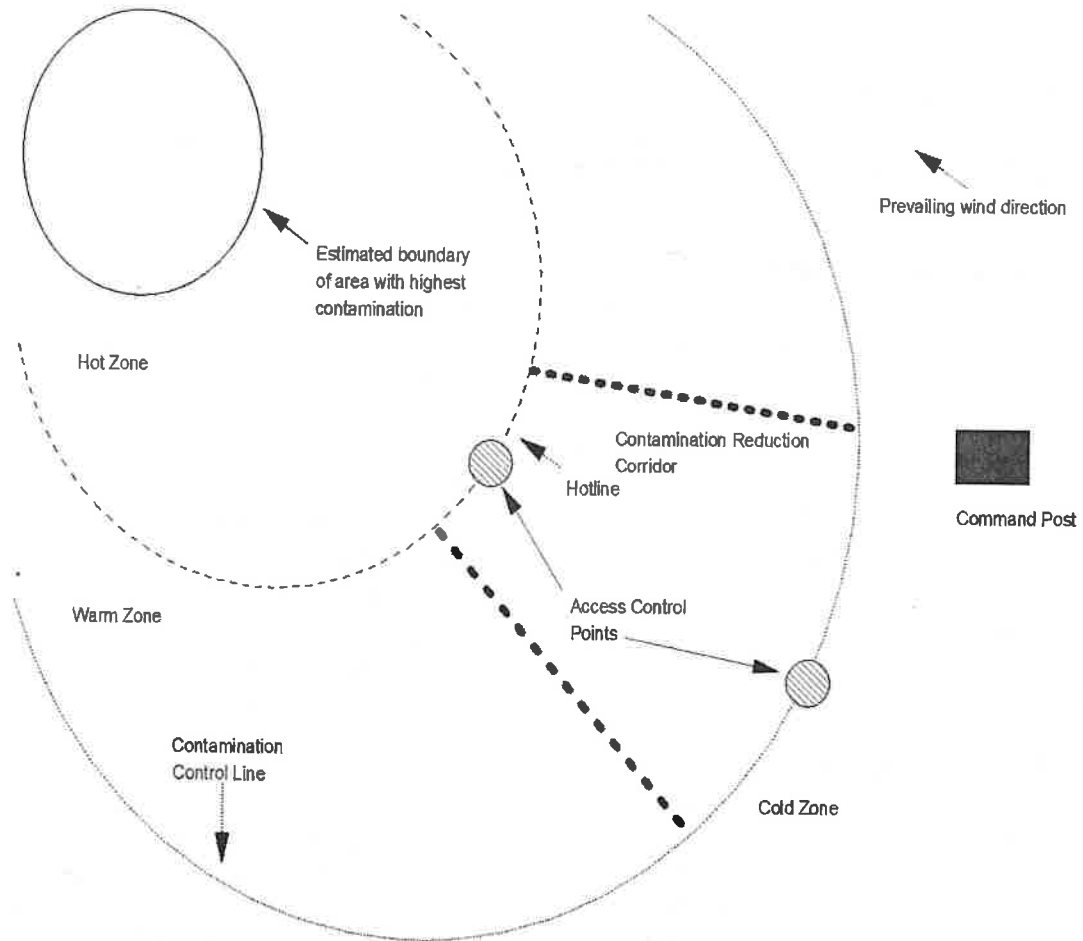 Prevailing wind direction
Estimated boundary
of area with highest
contamination
Hot Zone
Contamination Reduction
Corridor
Hotline
Command Post
Access Control
Points
Warm Zone
Contamination
Control Line
Cold Zone